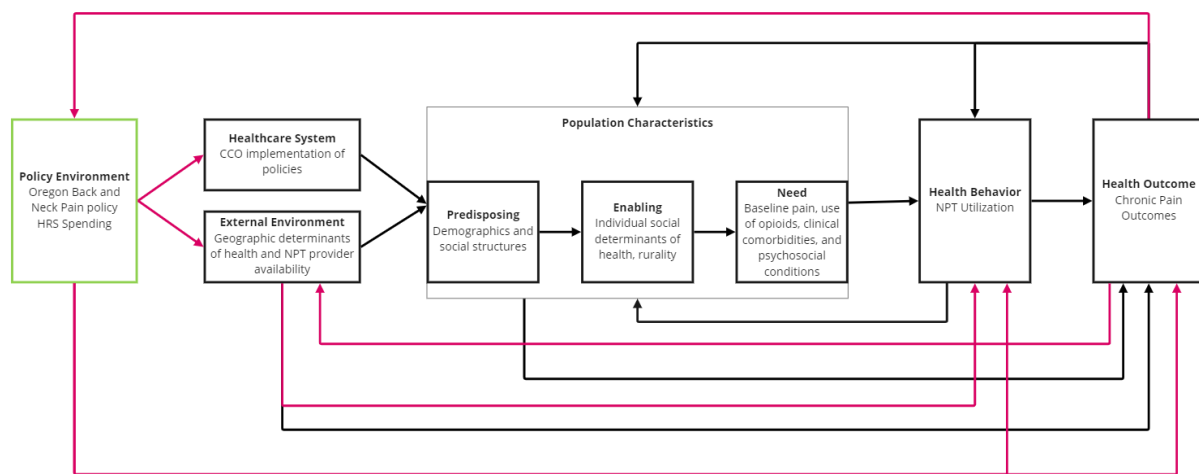 Population Characteristics
Policy Environment
Oregon Back and
Neck Pain policy
HRS Spending
Healthcare System
CCO implementation of
policies
External Environment
Geographic determinants
of health and NPT provider
availability
Predisposing
Demographics and
social structures
Enabling
Individual social
determinants of
health, rurality
Need
Baseline pain, use
of opioids, clinical
comorbidities, and
psychosocial
conditions
Health Behavior
NPT Utilization
Health Outcome
Chronic Pain
Outcomes